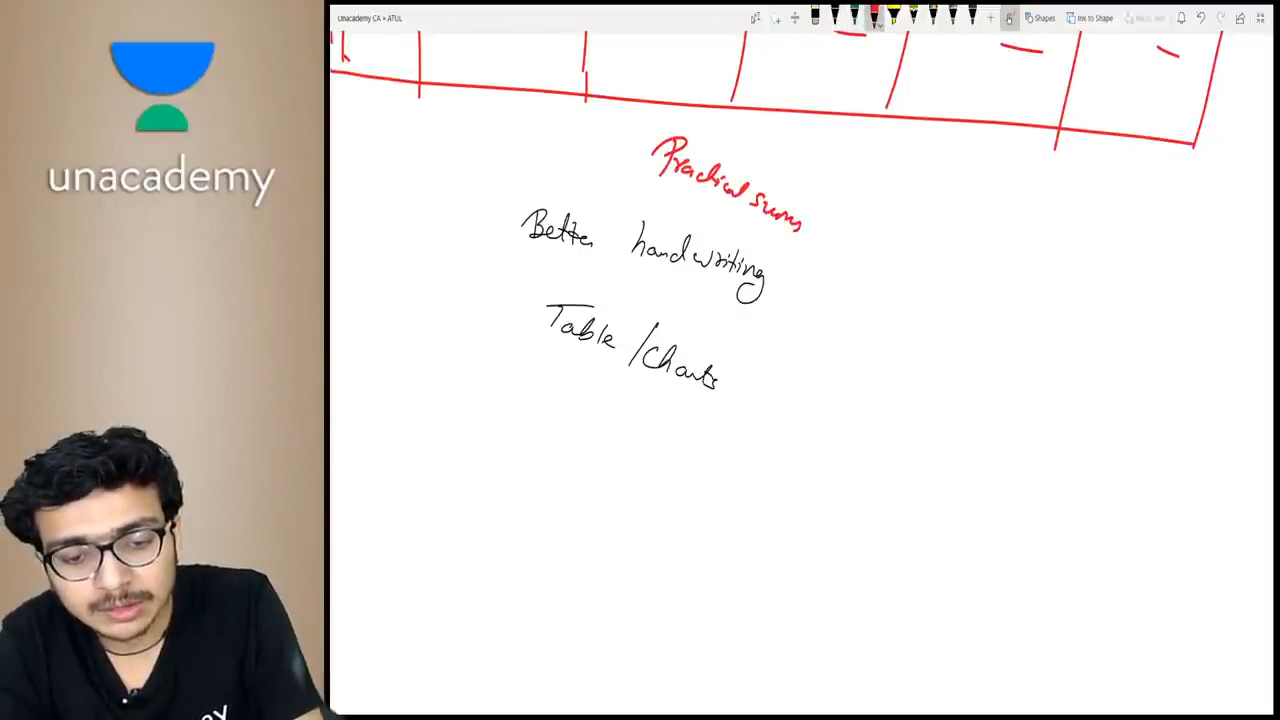 unacademy CA » ATUL
Shapes
Ink to Shape
unacademy
Practical sums
Better handwriting
Table / Charts